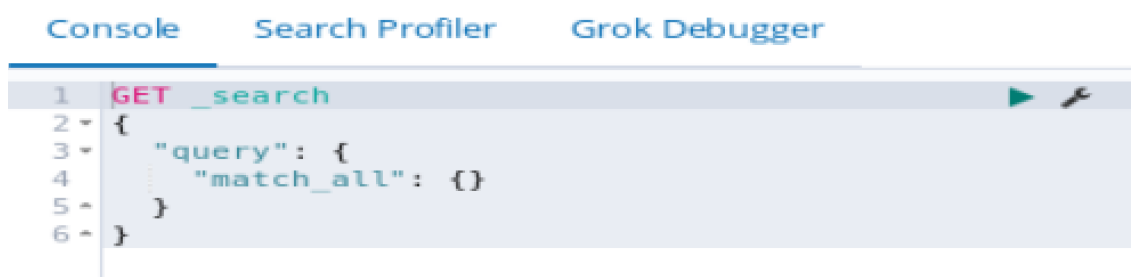 Console Search Profiler Grok Debugger
1 GET _search
2 {
3 "query": {
4 "match_all": {}
5 }
6 }